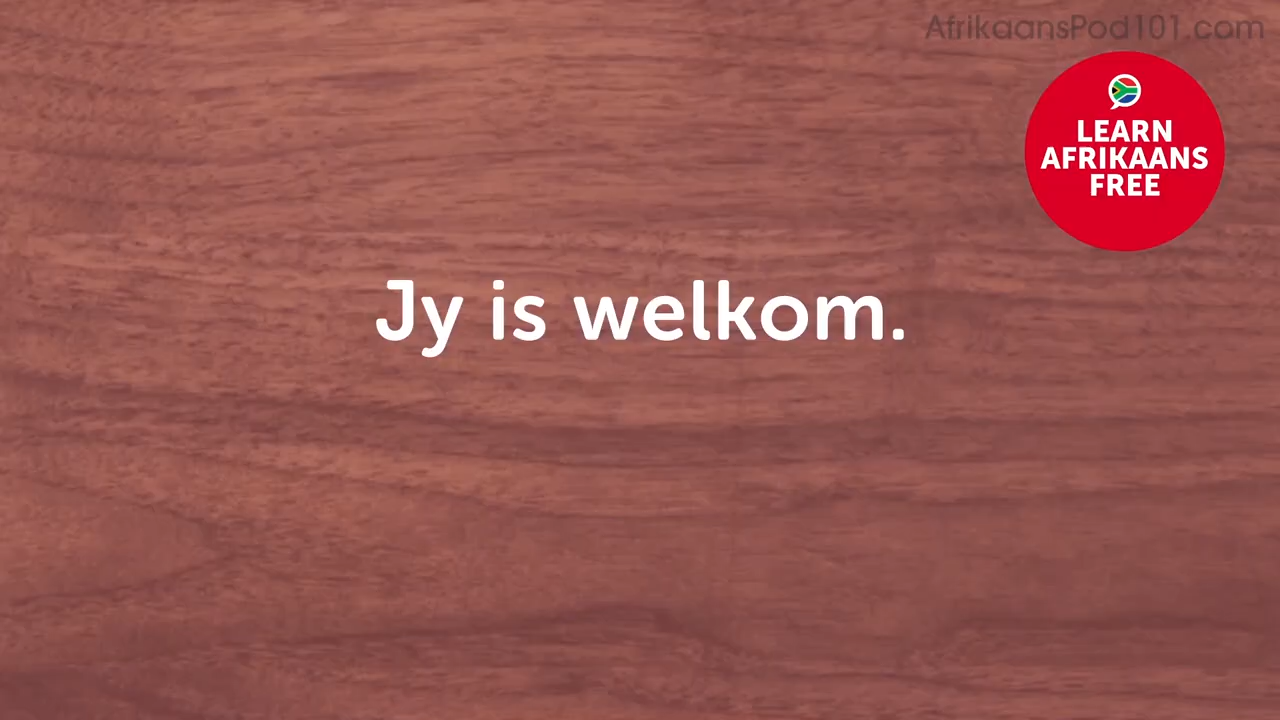 AfrikaansPod101.com
LEARN
AFRIKAANS
FREE
Jy is welkom.